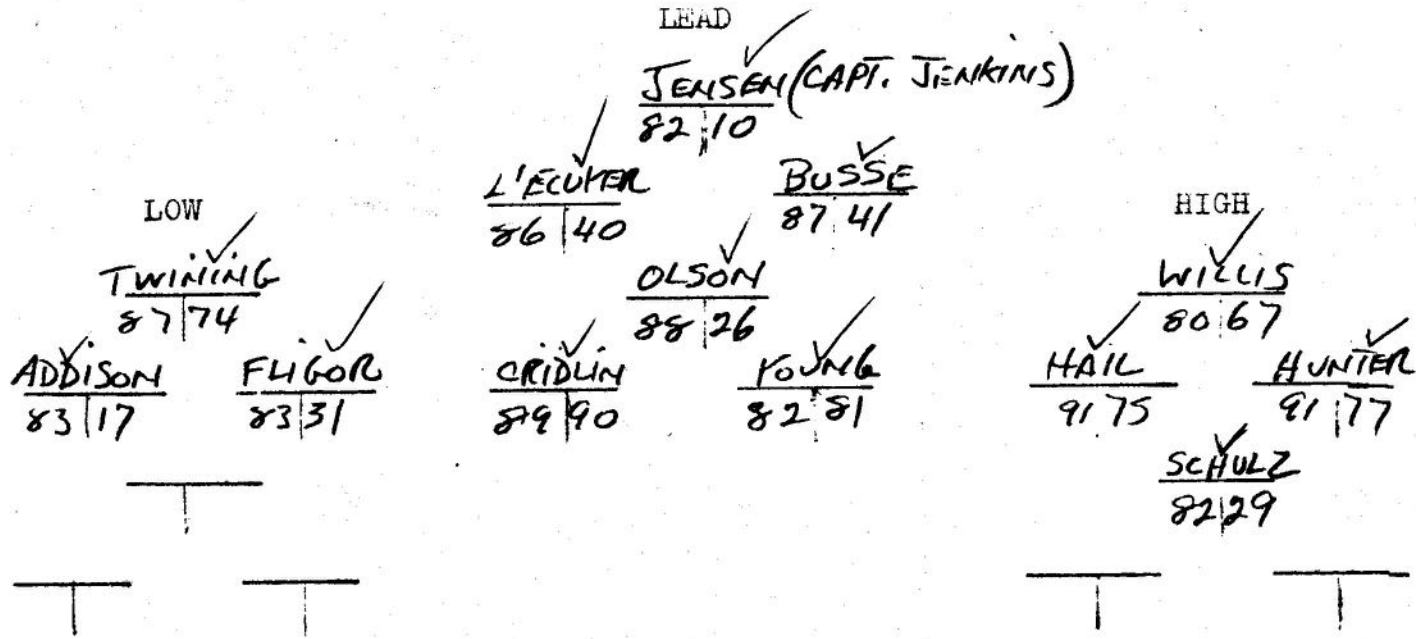 LEAD
JENSEN (CAPT. JENKINS)
82 10
L'ECUYER
86 40
BUSSE
87 41
OLSON
88 26
CRIDLIN
89 90
YOUNG
82 81
LOW
TWINING
87 74
ADDISON
83 17
FLIGOR
83 31
HIGH
WILLIS
80 67
HAIL
91 75
HUNTER
91 77
SCHULZ
82 29